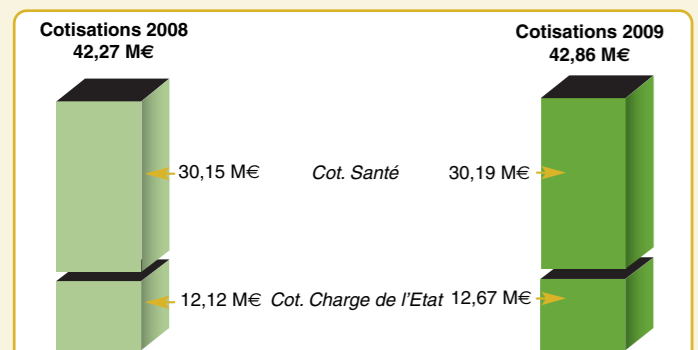 Cotisations 2008
42,27 M€
Cotisations 2009
42,86 M€
30,15 M€ Cot. Santé 30,19 M€
12,12 M€ Cot. Charge de l'Etat 12,67 M€